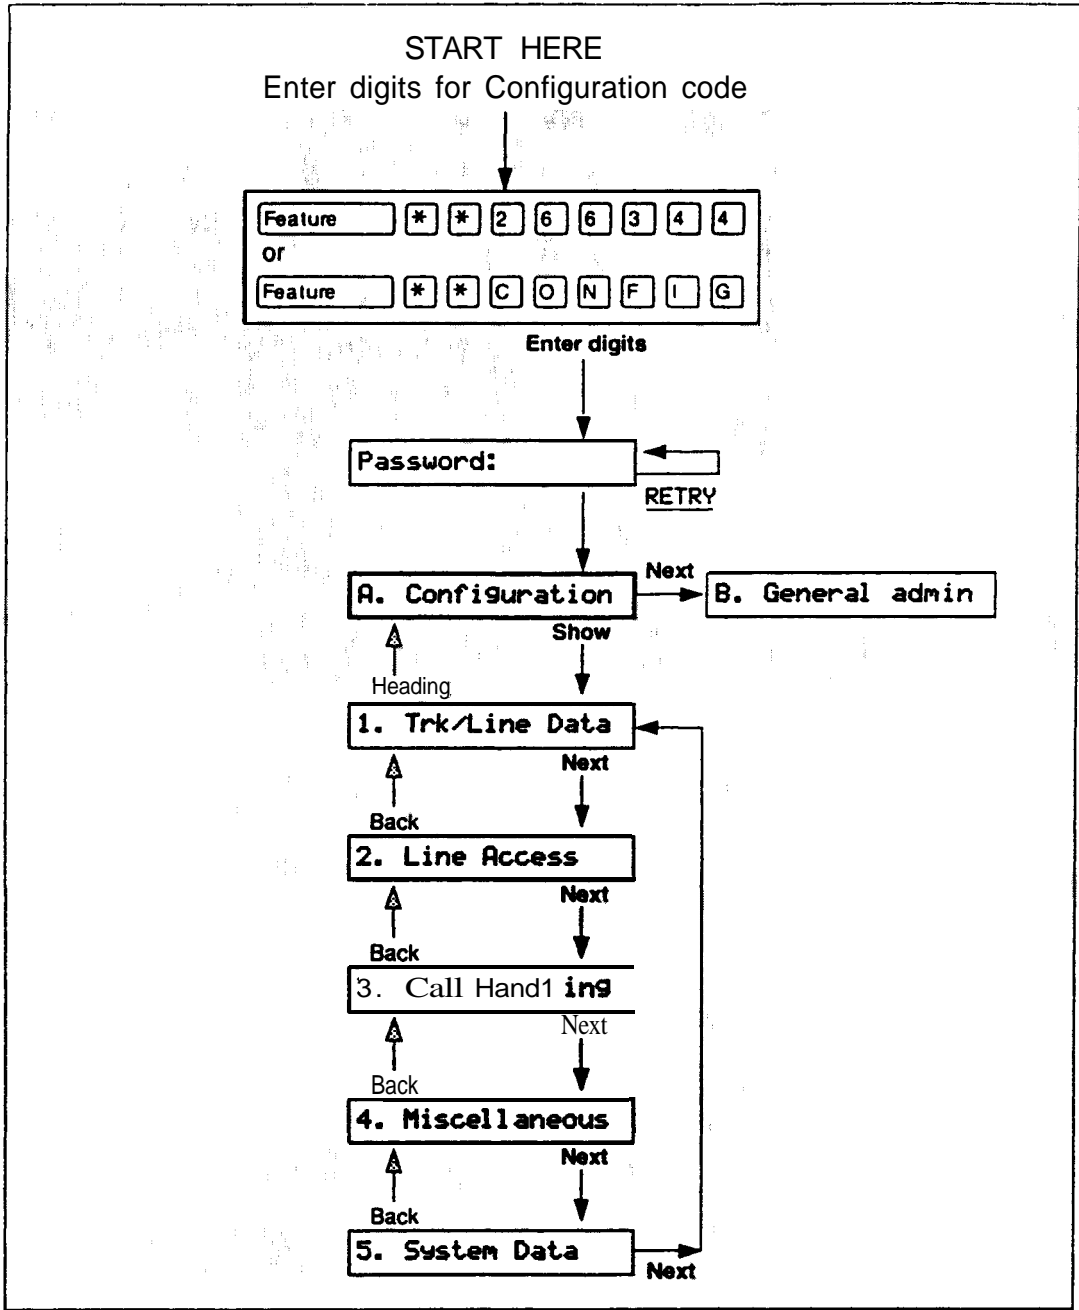 START HERE
Enter digits for Configuration code
Feature * * 2 6 6 3 4 4
or
Feature * * C O N F I G
Enter digits
Password:
RETRY
A. Configuration
Next
B. General admin
Show
Heading
1. Trk/Line Data
Next
Back
2. Line Access
Next
Back
3. Call Hand1 ing
Next
Back
4. Miscellaneous
Next
Back
5. System Data
Next